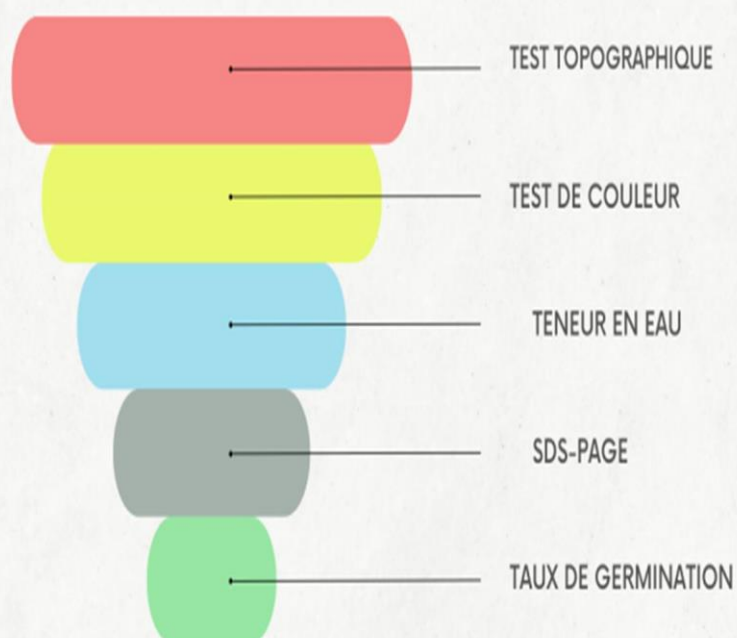 TEST TOPOGRAPHIQUE
TEST DE COULEUR
TENEUR EN EAU
SDS-PAGE
TAUX DE GERMINATION